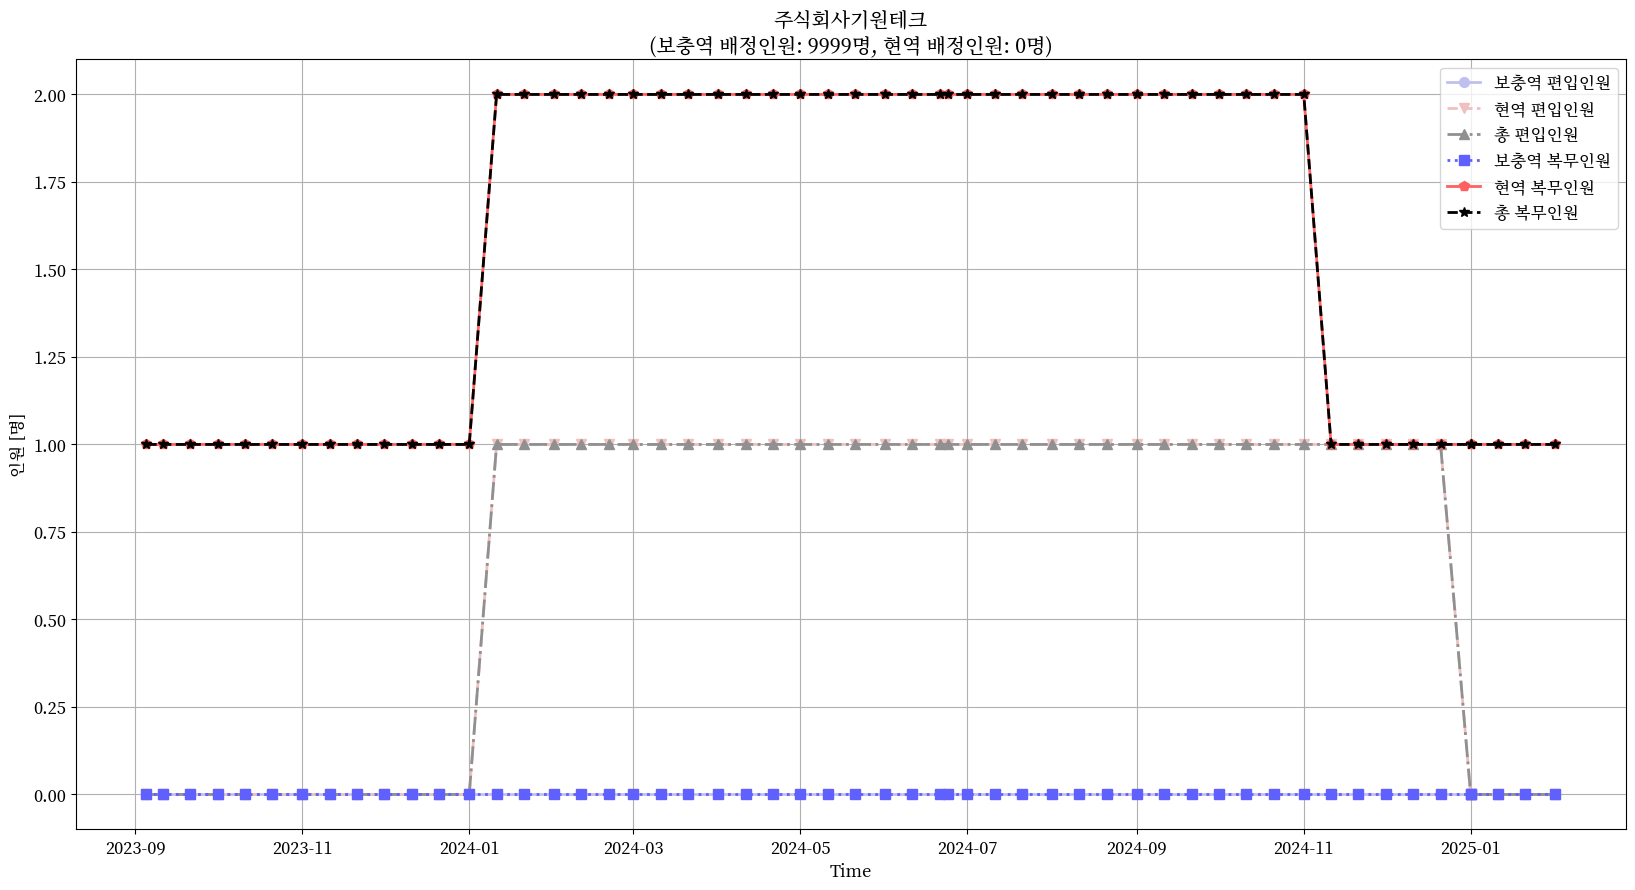 주식회사기원테크
(보충역 배정인원: 9999명, 현역 배정인원: 0명)
보충역 편입인원
현역 편입인원
총 편입인원
보충역 복무인원
현역 복무인원
총 복무인원
인원 [명]
2.00
1.75
1.50
1.25
1.00
0.75
0.50
0.25
0.00
2023-09
2023-11
2024-01
2024-03
2024-05
2024-07
2024-09
2024-11
2025-01
Time